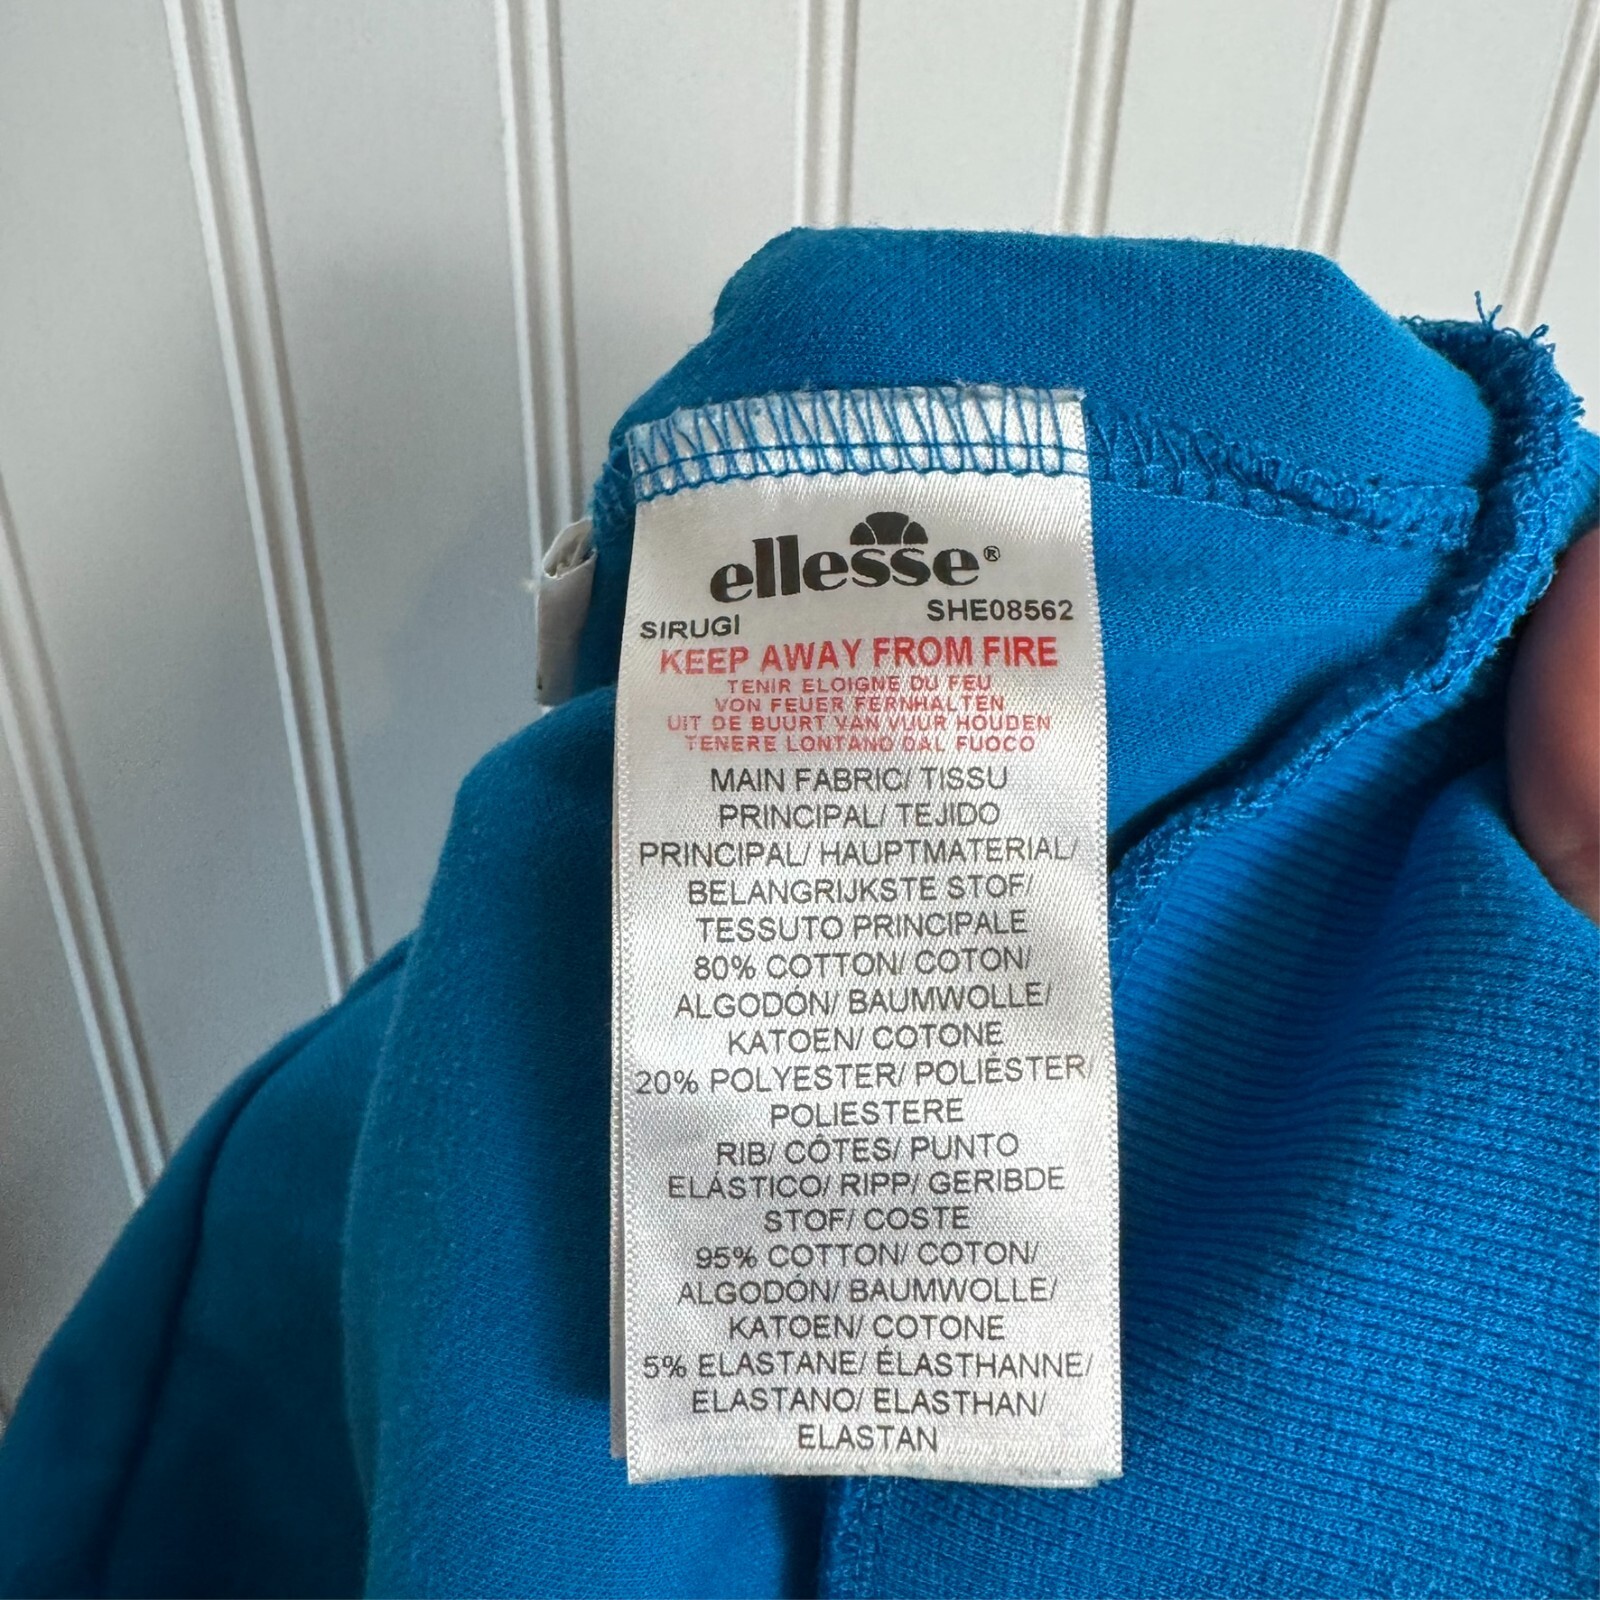 ellesse®
SIRUGI SHE08562
KEEP AWAY FROM FIRE
TENIR ELOIGNE DU FEU
VON FEUER FERNHALTEN
UIT DE BUURT VAN VUUR HOUDEN
TENERE LONTANO DAL FUOCO
MAIN FABRIC/ TISSU
PRINCIPAL/ TEJIDO
PRINCIPAL/ HAUPTMATERIAL/
BELANGRIJKSTE STOF/
TESSUTO PRINCIPALE
80% COTTON/ COTON/
ALGODÓN/ BAUMWOLLE/
KATOEN/ COTONE
20% POLYESTER/ POLIÉSTER/
POLIESTERE
RIB/ CÔTES/ PUNTO
ELÁSTICO/ RIPP/ GERIBDE
STOF/ COSTE
95% COTTON/ COTON/
ALGODÓN/ BAUMWOLLE/
KATOEN/ COTONE
5% ELASTANE/ ÉLASTHANNE/
ELASTANO/ ELASTHAN/
ELASTAN